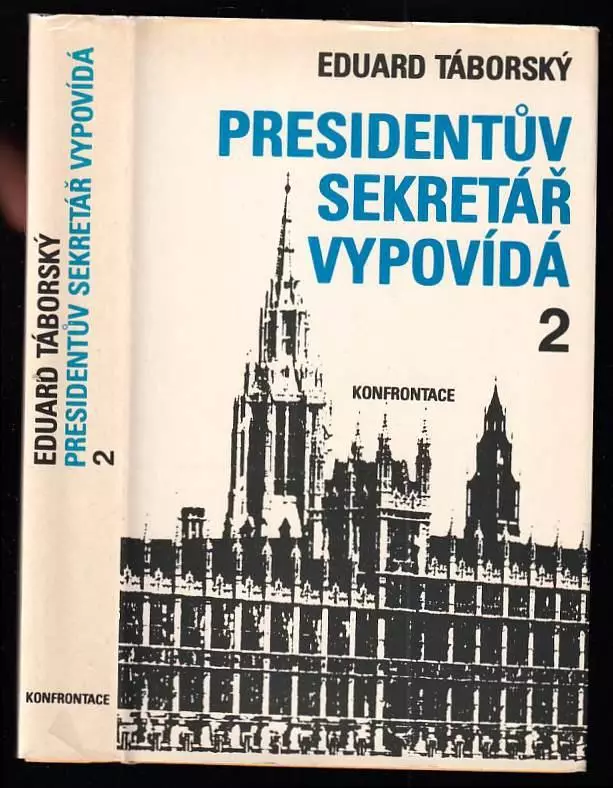 EDUARD TÁBORSKÝ
PRESIDENTŮV
SEKRETÁŘ
VYPOVÍDÁ
2
KONFRONTACE
EDUARD TÁBORSKÝ
PRESIDENTŮV SEKRETÁŘ VYPOVÍDÁ
2
KONFRONTACE